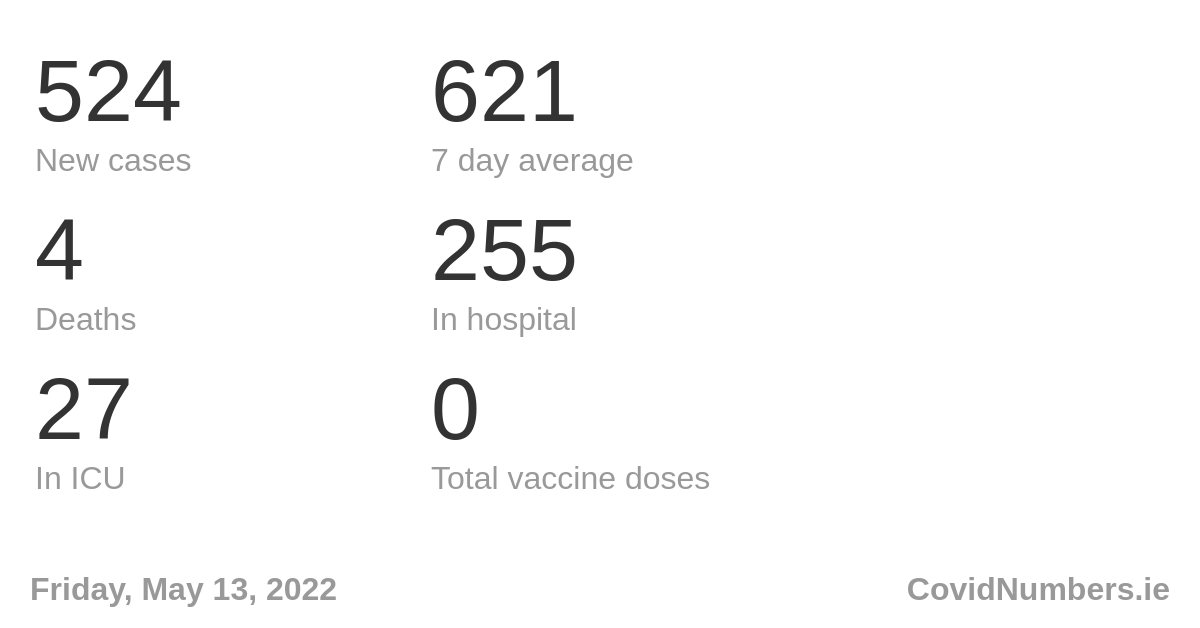 524
New cases
621
7 day average
4
Deaths
255
In hospital
27
In ICU
0
Total vaccine doses
Friday, May 13, 2022
CovidNumbers.ie